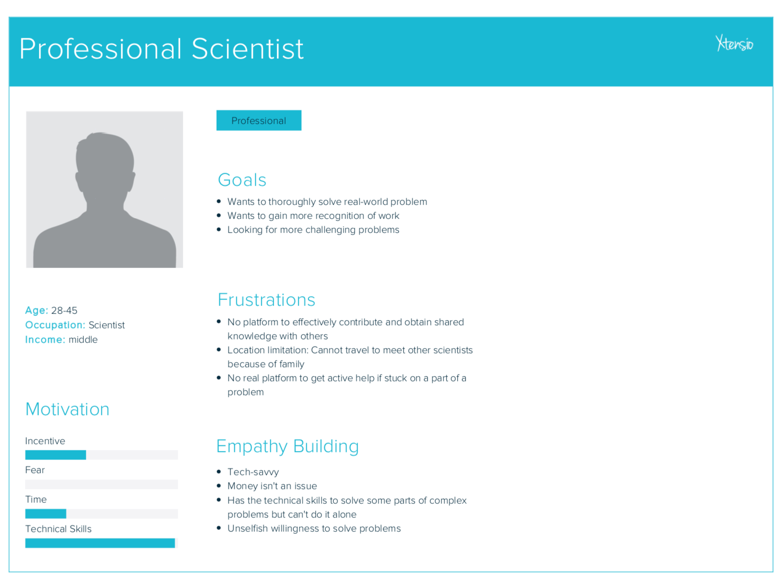 Professional Scientist
Xtensio
Professional
Goals
Wants to thoroughly solve real-world problem
Wants to gain more recognition of work
Looking for more challenging problems
Age: 28-45
Occupation: Scientist
Income: middle
Frustrations
No platform to effectively contribute and obtain shared
knowledge with others
Location limitation: Cannot travel to meet other scientists
because of family
No real platform to get active help if stuck on a part of a
problem
Motivation
Incentive
Fear
Time
Technical Skills
Empathy Building
Tech-savvy
Money isn't an issue
Has the technical skills to solve some parts of complex
problems but can't do it alone
Unselfish willingness to solve problems